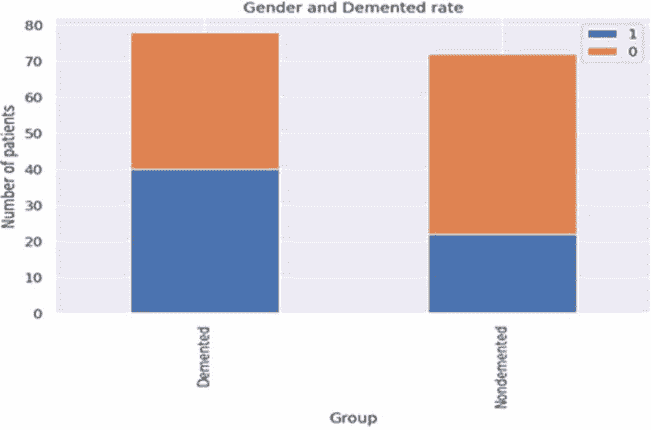 Gender and Demented rate
1
0
80
70
60
50
40
30
20
10
0
Number of patients
Demented
Nondemented
Group